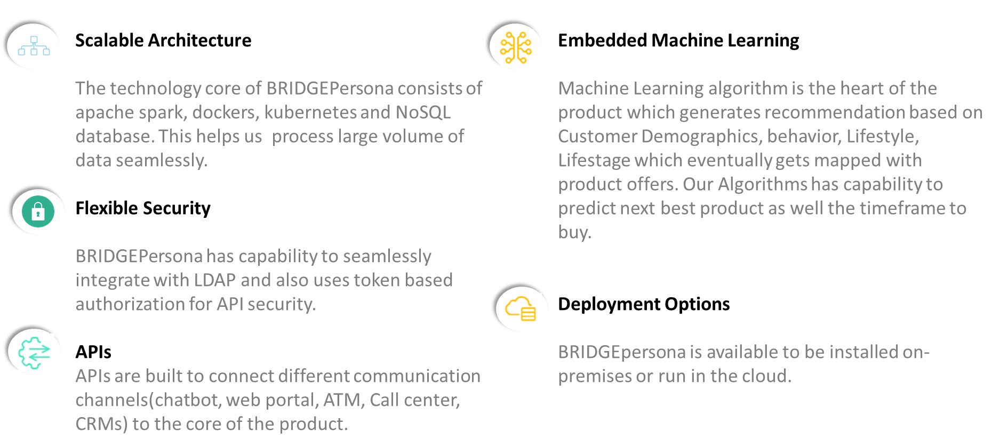 Scalable Architecture
The technology core of BRIDGEPersona consists of
apache spark, dockers, kubernetes and NoSQL
database. This helps us  process large volume of
data seamlessly.
Flexible Security
BRIDGEPersona has capability to seamlessly
integrate with LDAP and also uses token based
authorization for API security.
APIs
APIs are built to connect different communication
channels(chatbot, web portal, ATM, Call center,
CRMs) to the core of the product.
Embedded Machine Learning
Machine Learning algorithm is the heart of the
product which generates recommendation based on
Customer Demographics, behavior, Lifestyle,
Lifestage which eventually gets mapped with
product offers. Our Algorithms has capability to
predict next best product as well the timeframe to
buy.
Deployment Options
BRIDGEpersona is available to be installed on-
premises or run in the cloud.